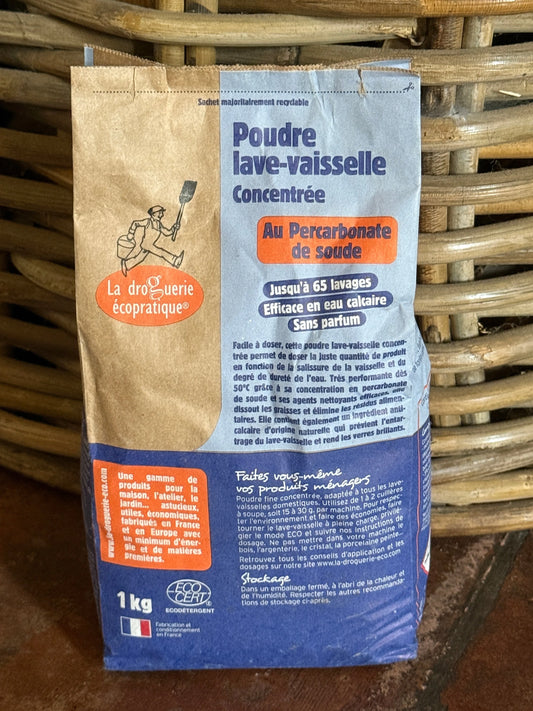 Sachet majoritairement recyclable
Poudre
lave-vaisselle
Concentrée
Au Percarbonate
de soude
La droguerie
écopratique®
Jusqu'à 65 lavages
Efficace en eau calcaire
Sans parfum
Facile à doser, cette poudre lave-vaisselle concen-
trée permet de doser la juste quantité de produit
en fonction de la salissure de la vaisselle et du
degré de dureté de l'eau. Très performante dès
50°C grâce à sa concentration en percarbonate
de soude et ses agents nettoyants efficaces, elle
dissout les graisses et élimine les résidus alimen-
taires. Elle contient également un ingrédient anti-
calcaire d'origine naturelle qui prévient l'entar-
trage du lave-vaisselle et rend les verres brillants.
www.la-droguerie-eco.com
Une gamme de
produits pour la
maison, l'atelier, le
jardin... astucieux,
utiles, économiques,
fabriqués en France
et en Europe avec
un minimum d'éner-
gie et de matières
premières.
Faites vous-même
vos produits ménagers
Poudre fine concentrée, adaptée à tous les lave-
vaisselles domestiques. Utilisez de 1 à 2 cuillères
à soupe, soit 15 à 30 g, par machine. Pour respec-
ter l'environnement et faire des économies, faire
tourner le lave-vaisselle à pleine charge, privilé-
gier le mode ECO et suivre nos instructions de
dosage. Ne pas mettre dans votre machine le
bois, l'argenterie, le cristal, la porcelaine peinte...
Retrouvez tous les conseils d'application et les
dosages sur notre site www.la-droguerie-eco.com
Stockage
Dans un emballage fermé, à l'abri de la chaleur et
de l'humidité. Respecter les autres recommanda-
tions de stockage ci-après.
1 kg
ECO
CERT®
ECODÉTERGENT
Fabrication et
conditionnement
en France